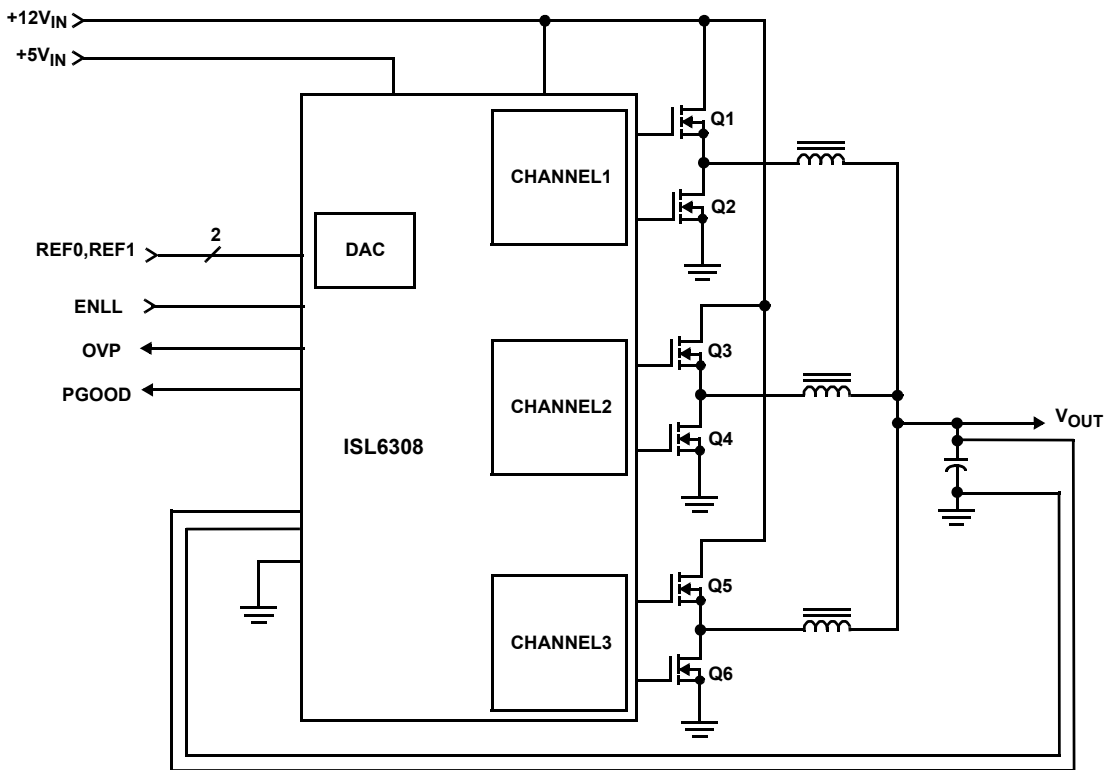 +12VIN
+5VIN
Q1
CHANNEL1
Q2
2
REF0,REF1
DAC
ENLL
OVP
Q3
PGOOD
CHANNEL2
VOUT
Q4
ISL6308
Q5
CHANNEL3
Q6